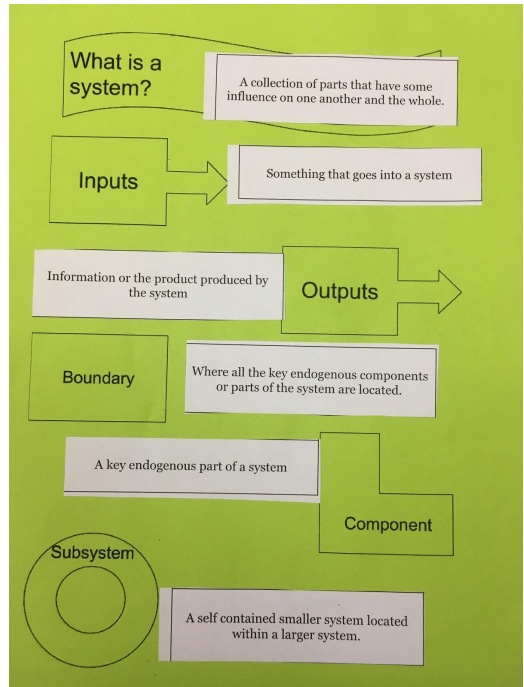 What is a
system?
A collection of parts that have some
influence on one another and the whole.
Inputs
Something that goes into a system
Information or the product produced by
the system
Outputs
Boundary
Where all the key endogenous components
or parts of the system are located.
A key endogenous part of a system
Component
Subsystem
A self contained smaller system located
within a larger system.